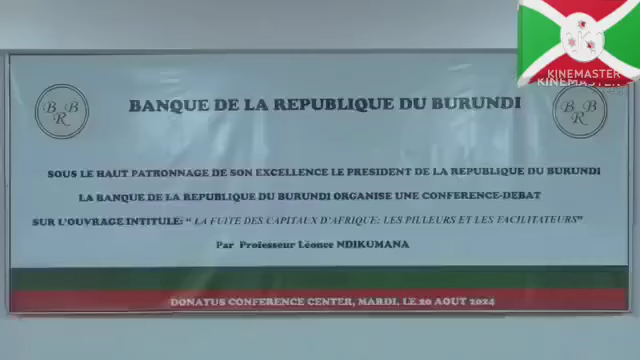 KINEMASTER
BRB
BANQUE DE LA REPUBLIQUE DU BURUNDI
BRB
SOUS LE HAUT PATRONNAGE DE SON EXCELLENCE LE PRESIDENT DE LA REPUBLIQUE DU BURUNDI
LA BANQUE DE LA REPUBLIQUE DU BURUNDI ORGANISE UNE CONFERENCE-DEBAT
SUR L'OUVRAGE INTITULE: " LA FUITE DES CAPITAUX D'AFRIQUE: LES PILLEURS ET LES FACILITATEURS"
Par Professeur Léonce NDIKUMANA
DONATUS CONFERENCE CENTER, MARDI, LE 20 AOUT 2024